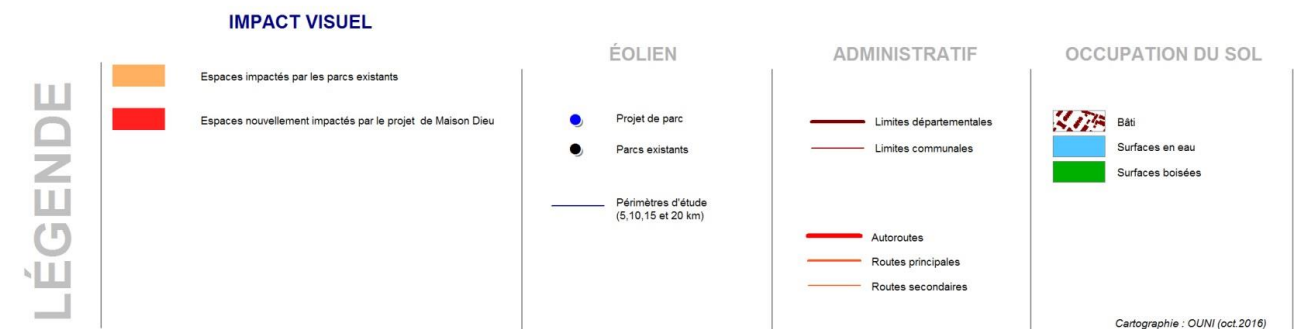 LÉGENDE
IMPACT VISUEL
Espaces impactés par les parcs existants
Espaces nouvellement impactés par le projet de Maison Dieu
ÉOLIEN
Projet de parc
Parcs existants
Périmètres d'étude
(5,10,15 et 20 km)
ADMINISTRATIF
Limites départementales
Limites communales
Autoroutes
Routes principales
Routes secondaires
OCCUPATION DU SOL
Bâti
Surfaces en eau
Surfaces boisées
Cartographie : OUNI (oct.2016)